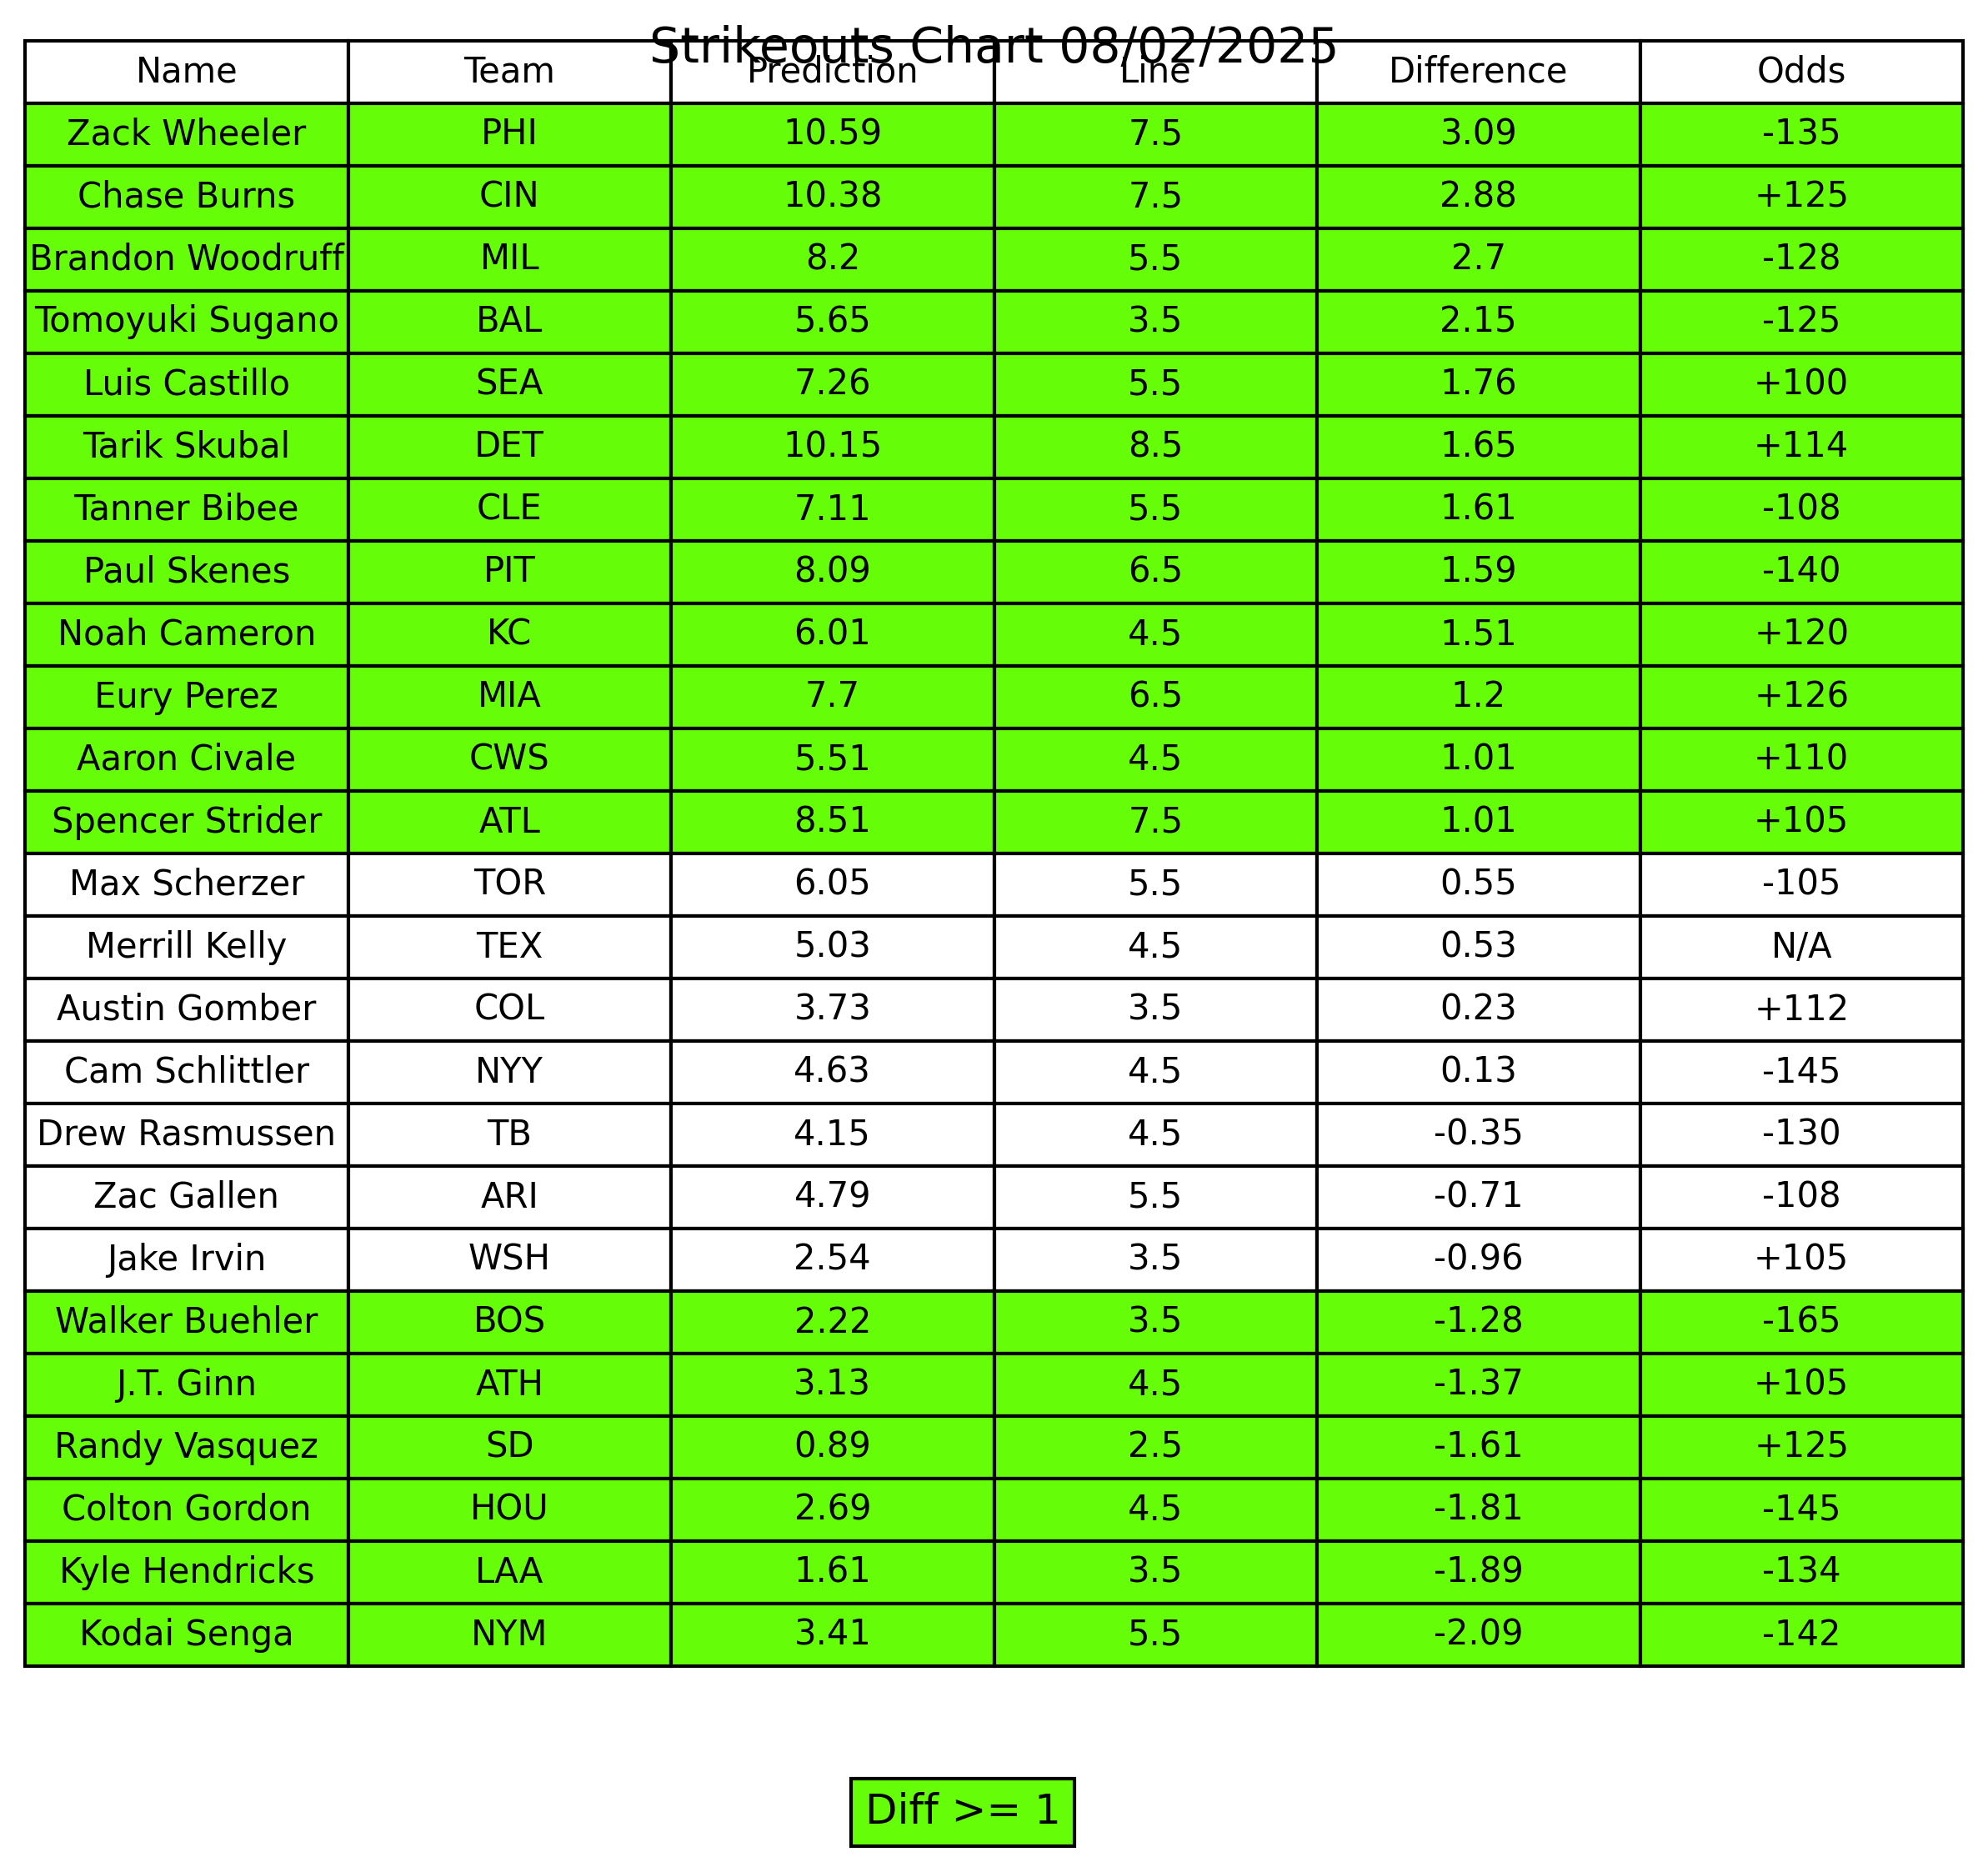 Strikeouts Chart 08/02/2025
Name Team Prediction Line Difference Odds
Zack Wheeler PHI 10.59 7.5 3.09 -135
Chase Burns CIN 10.38 7.5 2.88 +125
Brandon Woodruff MIL 8.2 5.5 2.7 -128
Tomoyuki Sugano BAL 5.65 3.5 2.15 -125
Luis Castillo SEA 7.26 5.5 1.76 +100
Tarik Skubal DET 10.15 8.5 1.65 +114
Tanner Bibee CLE 7.11 5.5 1.61 -108
Paul Skenes PIT 8.09 6.5 1.59 -140
Noah Cameron KC 6.01 4.5 1.51 +120
Eury Perez MIA 7.7 6.5 1.2 +126
Aaron Civale CWS 5.51 4.5 1.01 +110
Spencer Strider ATL 8.51 7.5 1.01 +105
Max Scherzer TOR 6.05 5.5 0.55 -105
Merrill Kelly TEX 5.03 4.5 0.53 N/A
Austin Gomber COL 3.73 3.5 0.23 +112
Cam Schlittler NYY 4.63 4.5 0.13 -145
Drew Rasmussen TB 4.15 4.5 -0.35 -130
Zac Gallen ARI 4.79 5.5 -0.71 -108
Jake Irvin WSH 2.54 3.5 -0.96 +105
Walker Buehler BOS 2.22 3.5 -1.28 -165
J.T. Ginn ATH 3.13 4.5 -1.37 +105
Randy Vasquez SD 0.89 2.5 -1.61 +125
Colton Gordon HOU 2.69 4.5 -1.81 -145
Kyle Hendricks LAA 1.61 3.5 -1.89 -134
Kodai Senga NYM 3.41 5.5 -2.09 -142
Diff >= 1